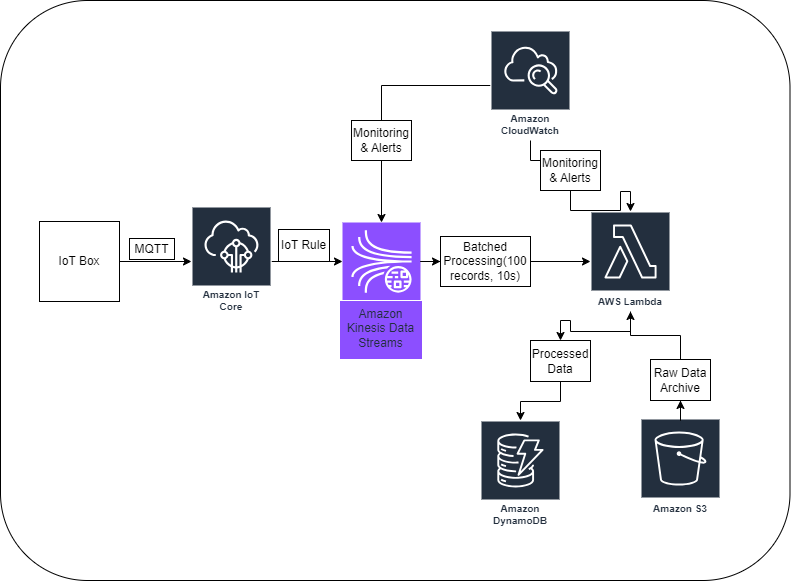 Amazon
CloudWatch
Monitoring
& Alerts
Monitoring
& Alerts
IoT Box
MQTT
Amazon IoT
Core
IoT Rule
Amazon
Kinesis Data
Streams
Batched
Processing(100
records, 10s)
AWS Lambda
Processed
Data
Raw Data
Archive
Amazon
DynamoDB
Amazon S3